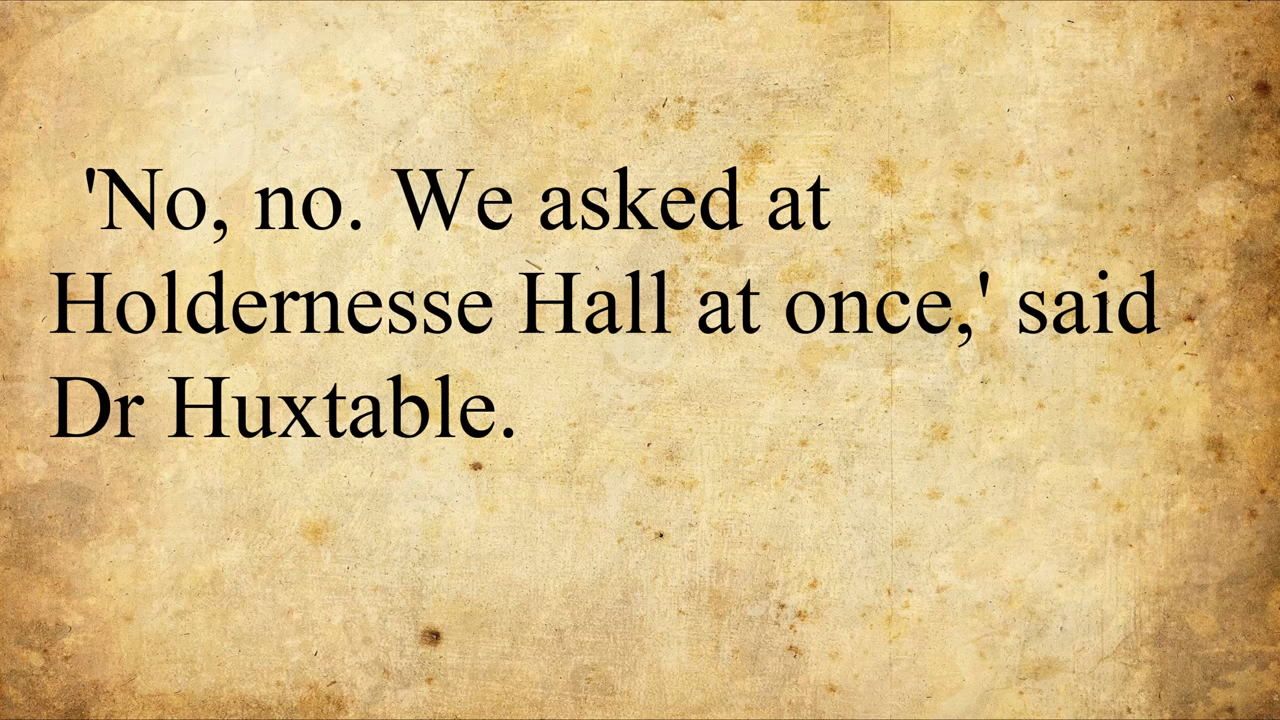 'No, no. We asked at
Holdernesse Hall at once,' said
Dr Huxtable.